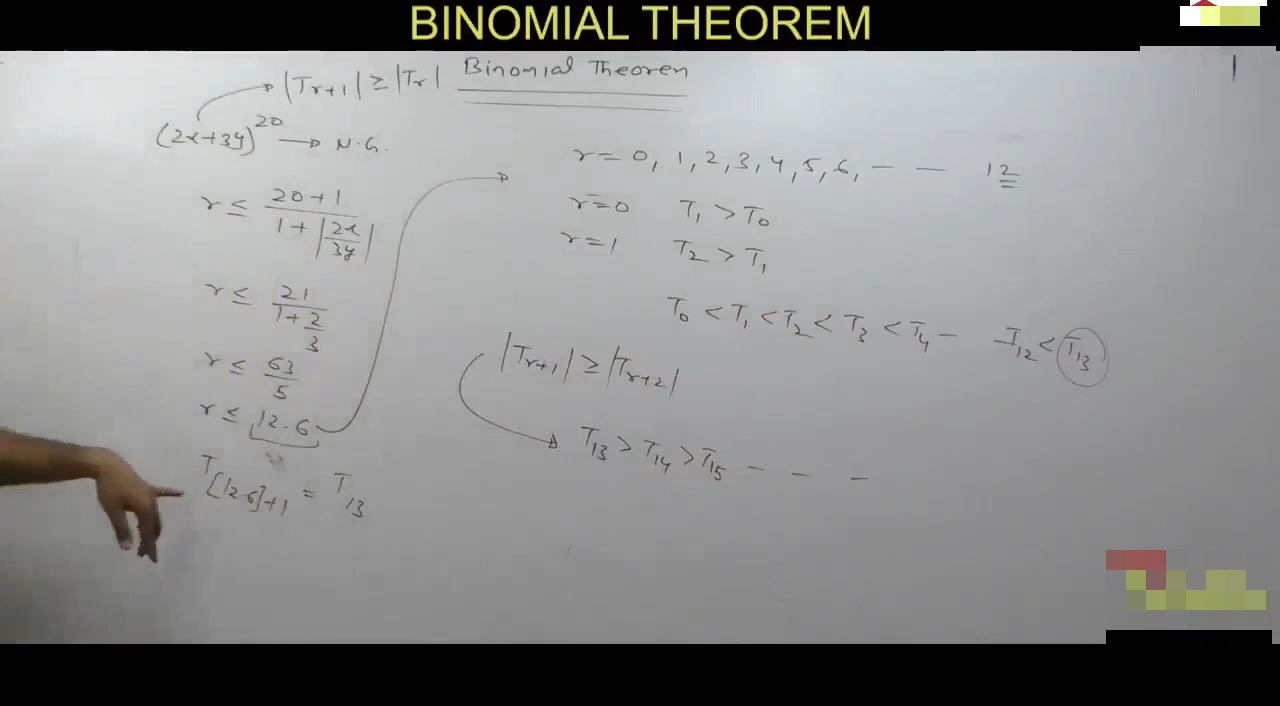 BINOMIAL THEOREM
Binomial Theoren
|Tr+1| ≥ |Tr|
(2x+3y)^20 → N.G.
r ≤ (20+1)/(1+|2x/3y|)
r ≤ 21/(1+2/3)
r ≤ 63/5
r ≤ 12.6
T[12.6]+1 = T13
r = 0, 1, 2, 3, 4, 5, 6, — — 12
r=0 T1 > T0
r=1 T2 > T1
T0 < T1 < T2 < T3 < T4 — T12 < T13
|Tr+1| ≥ |Tr+2|
T13 > T14 > T15 — — —